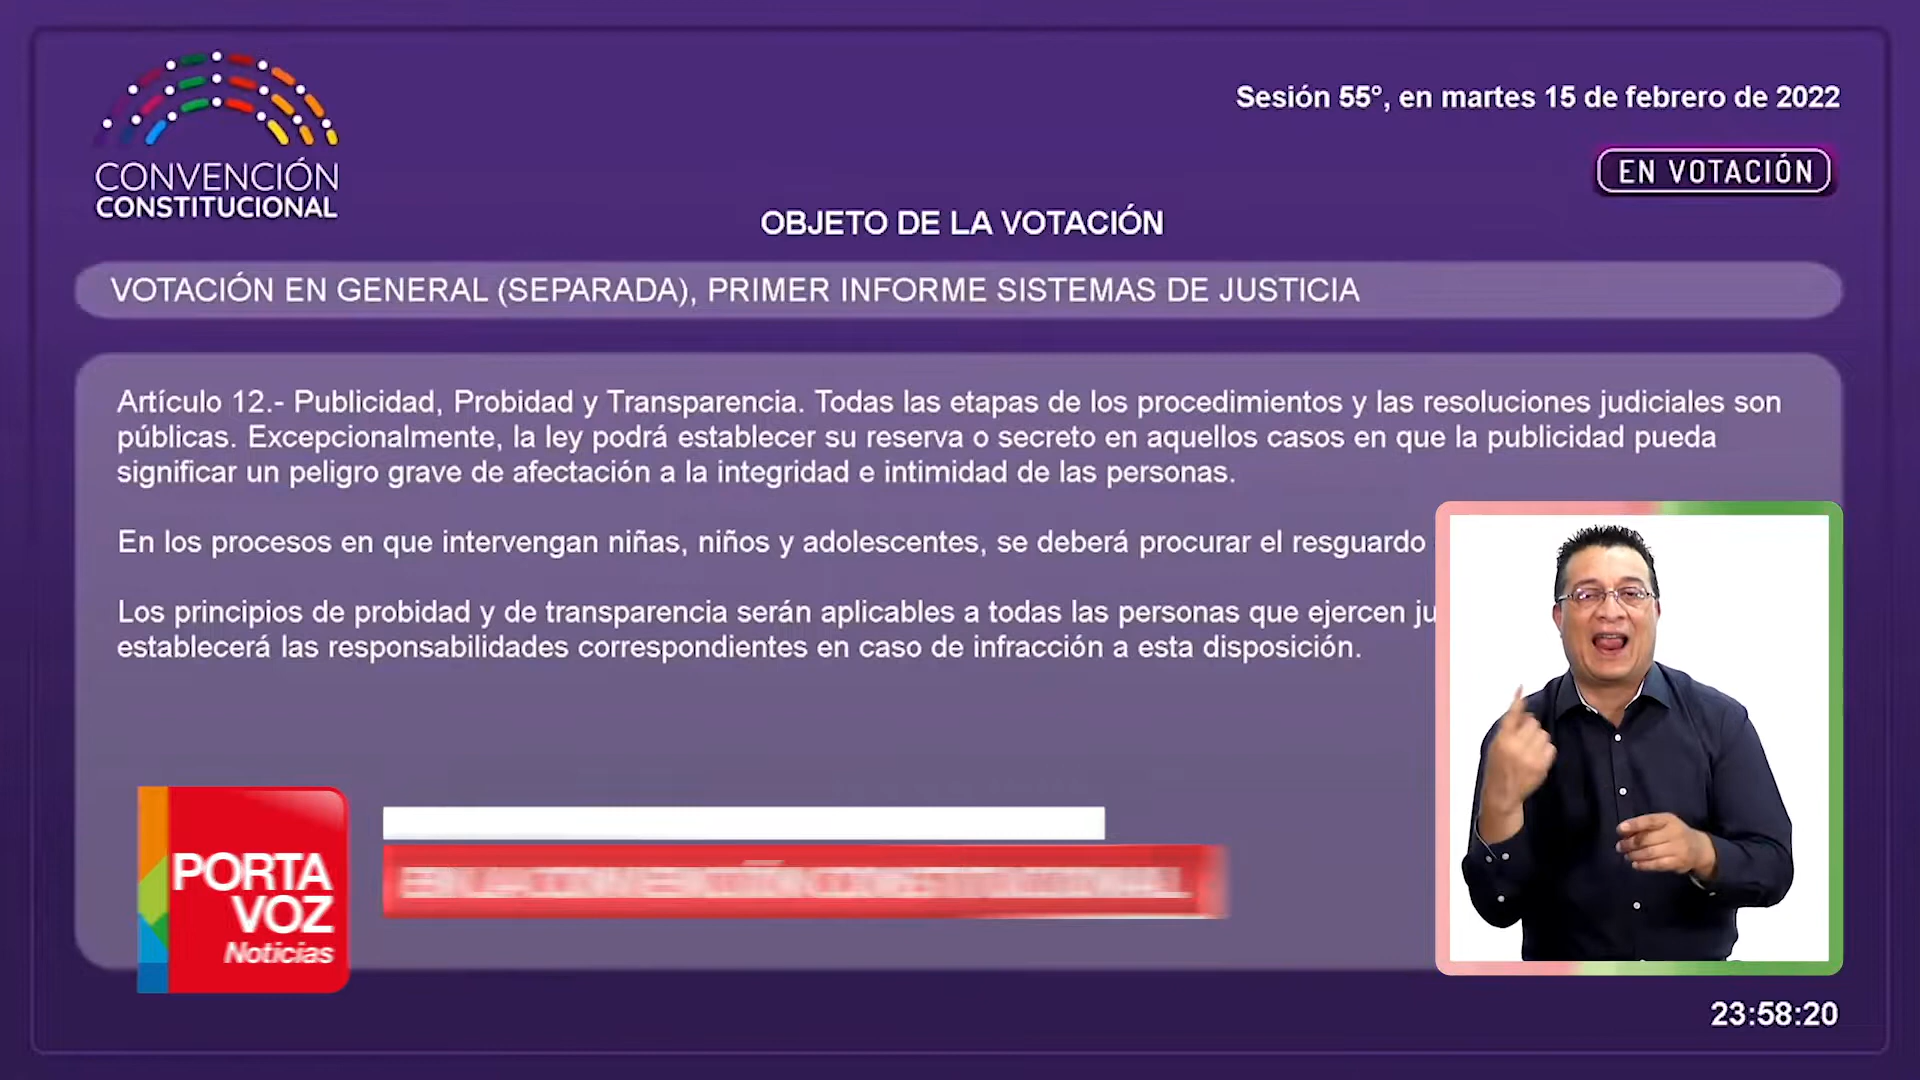 CONVENCIÓN
CONSTITUCIONAL
Sesión 55°, en martes 15 de febrero de 2022
EN VOTACIÓN
OBJETO DE LA VOTACIÓN
VOTACIÓN EN GENERAL (SEPARADA), PRIMER INFORME SISTEMAS DE JUSTICIA
Artículo 12.- Publicidad, Probidad y Transparencia. Todas las etapas de los procedimientos y las resoluciones judiciales son
públicas. Excepcionalmente, la ley podrá establecer su reserva o secreto en aquellos casos en que la publicidad pueda
significar un peligro grave de afectación a la integridad e intimidad de las personas.
En los procesos en que intervengan niñas, niños y adolescentes, se deberá procurar el resguardo
Los principios de probidad y de transparencia serán aplicables a todas las personas que ejercen ju
establecerá las responsabilidades correspondientes en caso de infracción a esta disposición.
PORTA
VOZ
Noticias
CONVENCIÓN CONSTITUCIONAL
23:58:20